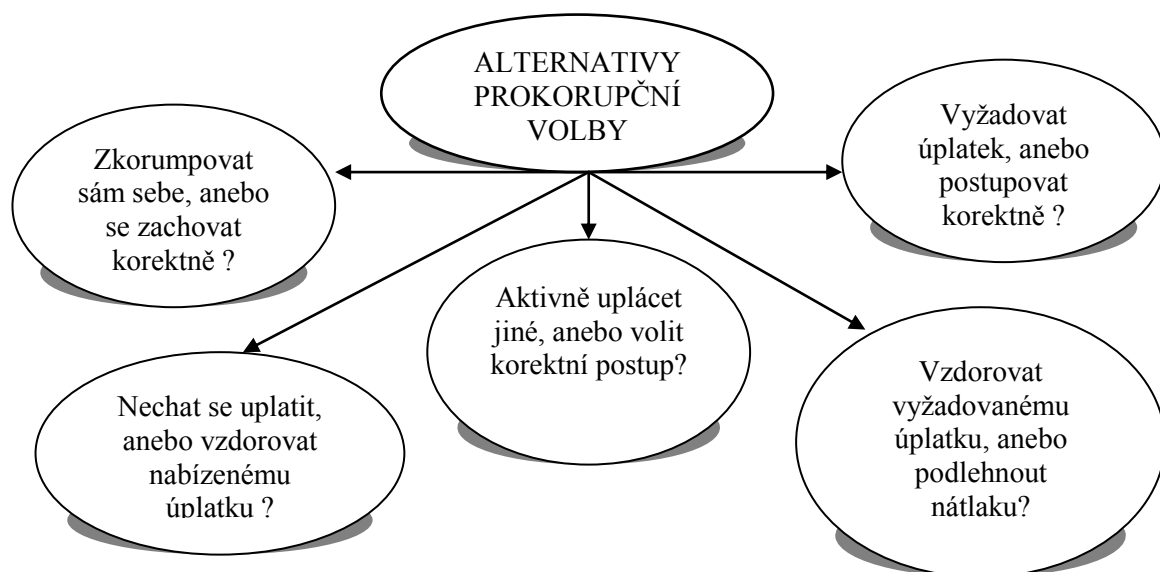 ALTERNATIVY
PROKORUPČNÍ
VOLBY
Zkorumpovat
sám sebe, anebo
se zachovat
korektně ?
Vyžadovat
úplatek, anebo
postupovat
korektně ?
Nechat se uplatit,
anebo vzdorovat
nabízenému
úplatku ?
Aktivně uplácet
jiné, anebo volit
korektní postup?
Vzdorovat
vyžadovanému
úplatku, anebo
podlehnout
nátlaku?